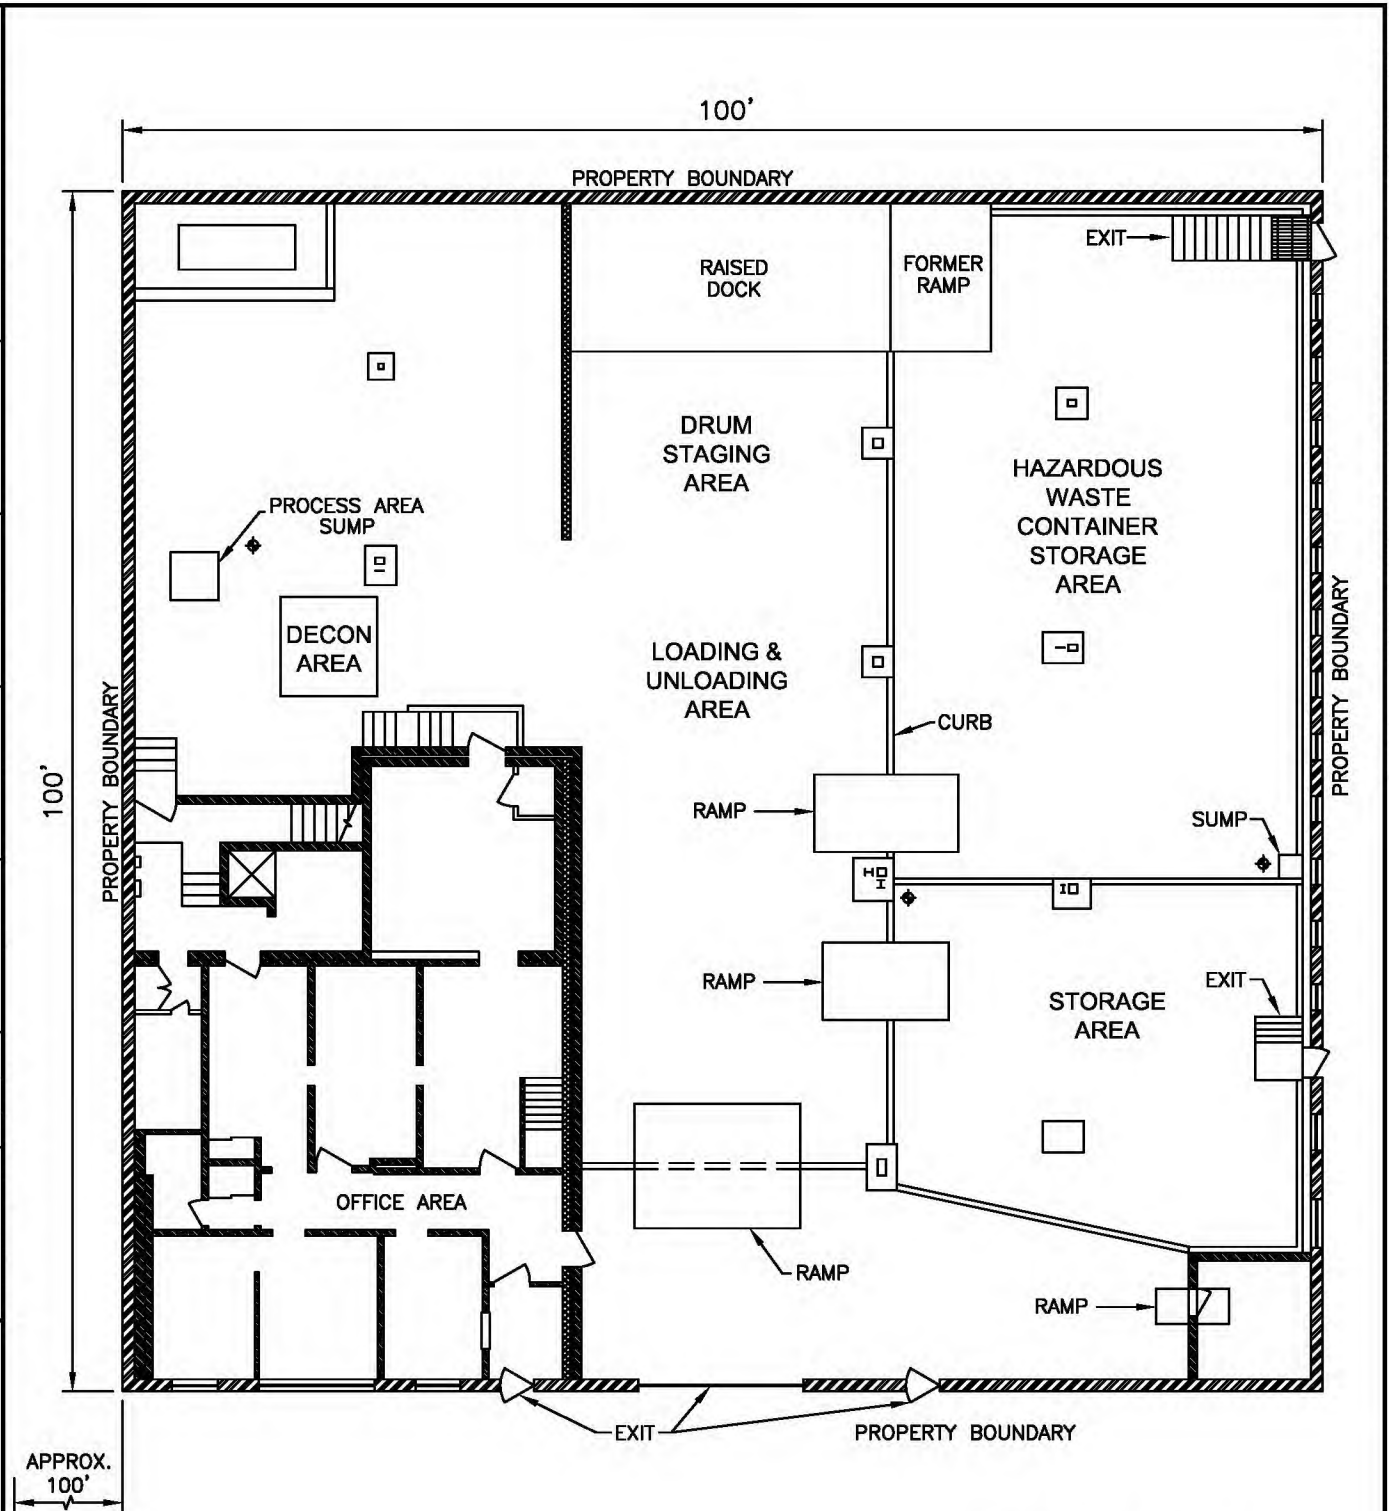 100'
PROPERTY BOUNDARY
EXIT
RAISED
DOCK
FORMER
RAMP
DRUM
STAGING
AREA
HAZARDOUS
WASTE
CONTAINER
STORAGE
AREA
PROCESS AREA
SUMP
DECON
AREA
LOADING &
UNLOADING
AREA
PROPERTY BOUNDARY
PROPERTY BOUNDARY
100'
CURB
RAMP
SUMP
RAMP
EXIT
STORAGE
AREA
OFFICE AREA
RAMP
RAMP
EXIT
PROPERTY BOUNDARY
APPROX.
100'